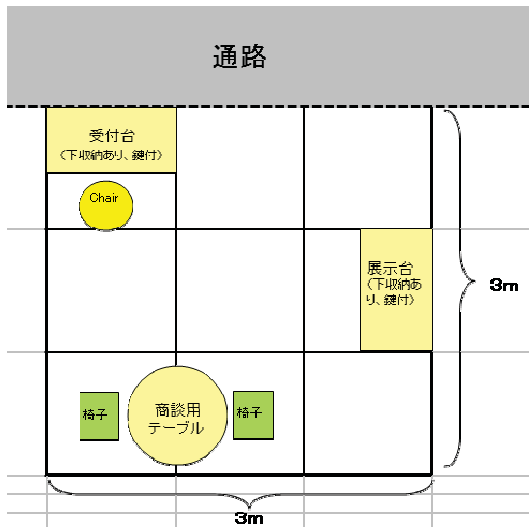 通路
受付台
（下収納あり、鍵付）
Chair
展示台
（下収納あ
り、鍵付）
3m
椅子
商談用
テーブル
椅子
3m